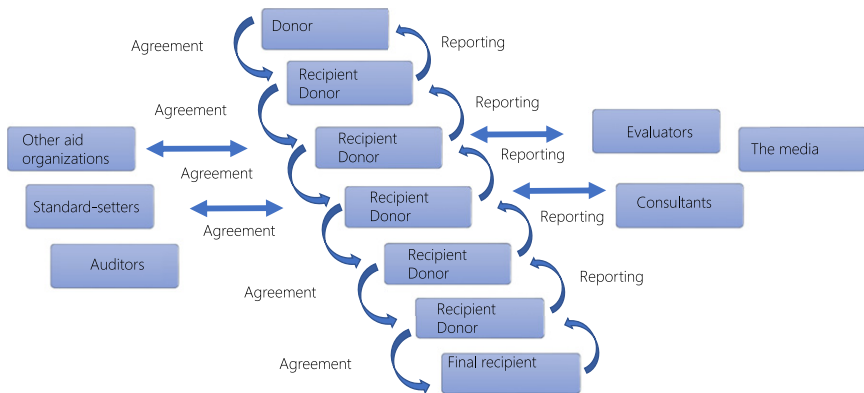 Donor
Agreement
Reporting
Recipient
Donor
Agreement
Reporting
Other aid
organizations
Recipient
Donor
Evaluators
The media
Agreement
Reporting
Standard-setters
Recipient
Donor
Consultants
Agreement
Reporting
Auditors
Recipient
Donor
Agreement
Reporting
Recipient
Donor
Agreement
Final recipient